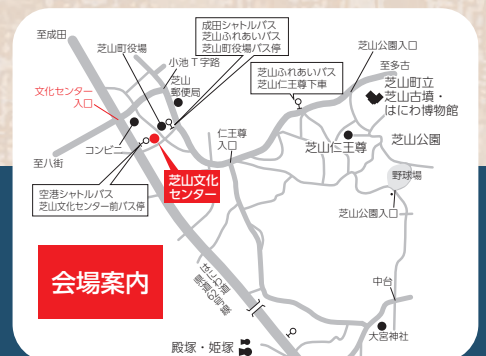 至成田
芝山町役場
成田シャトルバス
芝山ふれあいバス
芝山町役場バス停
小池T字路
芝山
郵便局
芝山公園入口
至多古
芝山ふれあいバス
芝山仁王尊下車
芝山町立
芝山古墳・
はにわ博物館
文化センター
入口
コンビニ
仁王尊
入口
芝山仁王尊
芝山公園
至八街
芝山文化
センター
野球場
空港シャトルバス
芝山文化センター前バス停
芝山公園入口
会場案内
はにわ道
中台
大宮神社
殿塚・姫塚